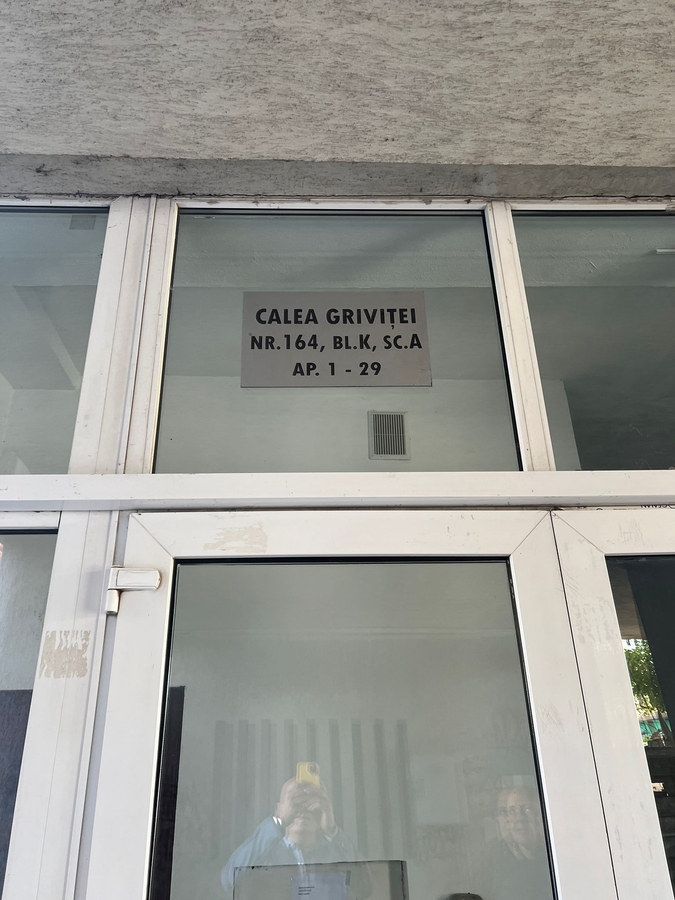 CALEA GRIVIȚEI
NR.164, BL.K, SC.A
AP. 1 - 29